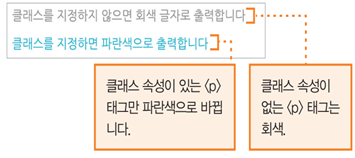 클래스를 지정하지 않으면 회색 글자로 출력합니다
클래스를 지정하면 파란색으로 출력합니다
클래스 속성이 있는 <p>
태그만 파란색으로 바뀝
니다.
클래스 속성이
없는 <p> 태그는
회색.